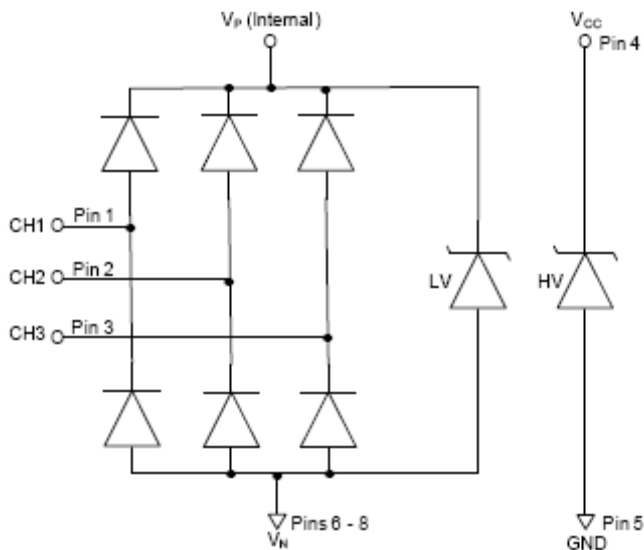 VP (Internal)
VCC
Pin 4
CH1 Pin 1
CH2 Pin 2
CH3 Pin 3
LV
HV
Pins 6 - 8
VN
Pin 5
GND